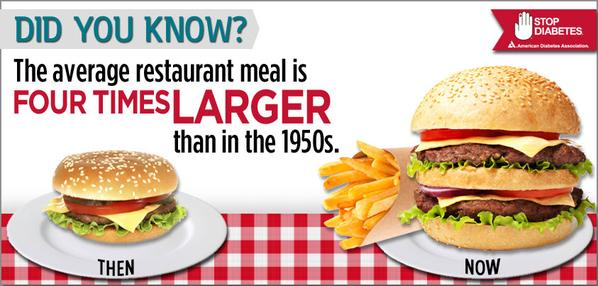 DID YOU KNOW?
STOP
DIABETES.
American Diabetes Association.
The average restaurant meal is
FOUR TIMES LARGER
than in the 1950s.
THEN
NOW